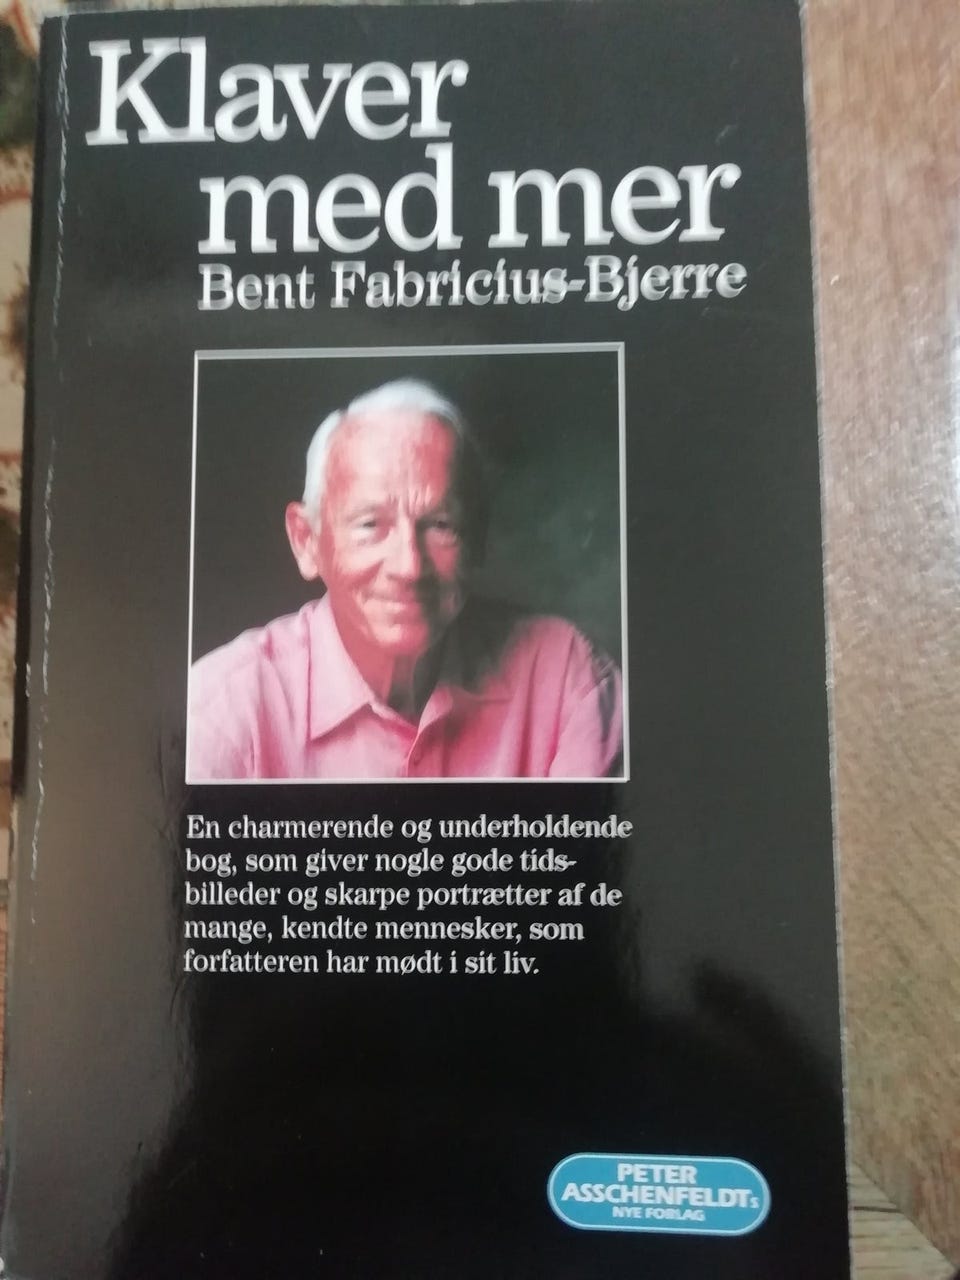 Klaver
med mer
Bent Fabricius-Bjerre
En charmerende og underholdende
bog, som giver nogle gode tids-
billeder og skarpe portrætter af de
mange, kendte mennesker, som
forfatteren har mødt i sit liv.
PETER
ASSCHENFELDTs
NYE FORLAG